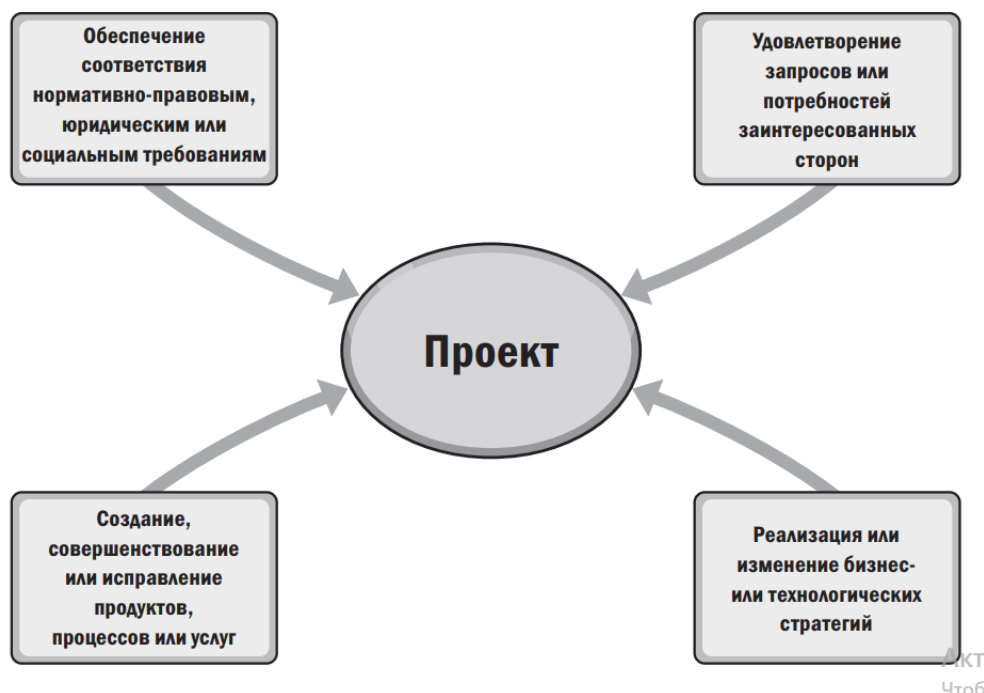 Обеспечение
соответствия
нормативно-правовым,
юридическим или
социальным требованиям
Удовлетворение
запросов или
потребностей
заинтересованных
сторон
Проект
Создание,
совершенствование
или исправление
продуктов,
процессов или услуг
Реализация или
изменение бизнес-
или технологических
стратегий